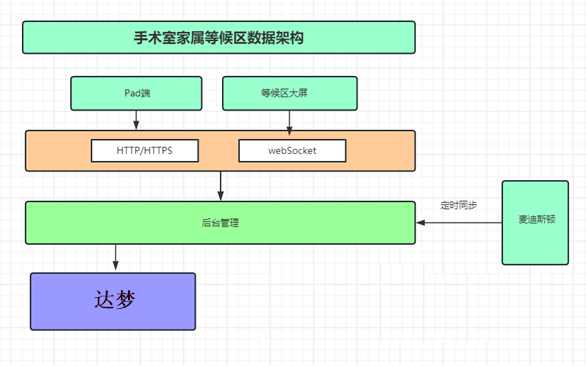 手术室家属等候区数据架构
Pad端
等候区大屏
HTTP/HTTPS
webSocket
定时同步
麦迪斯顿
后台管理
达梦